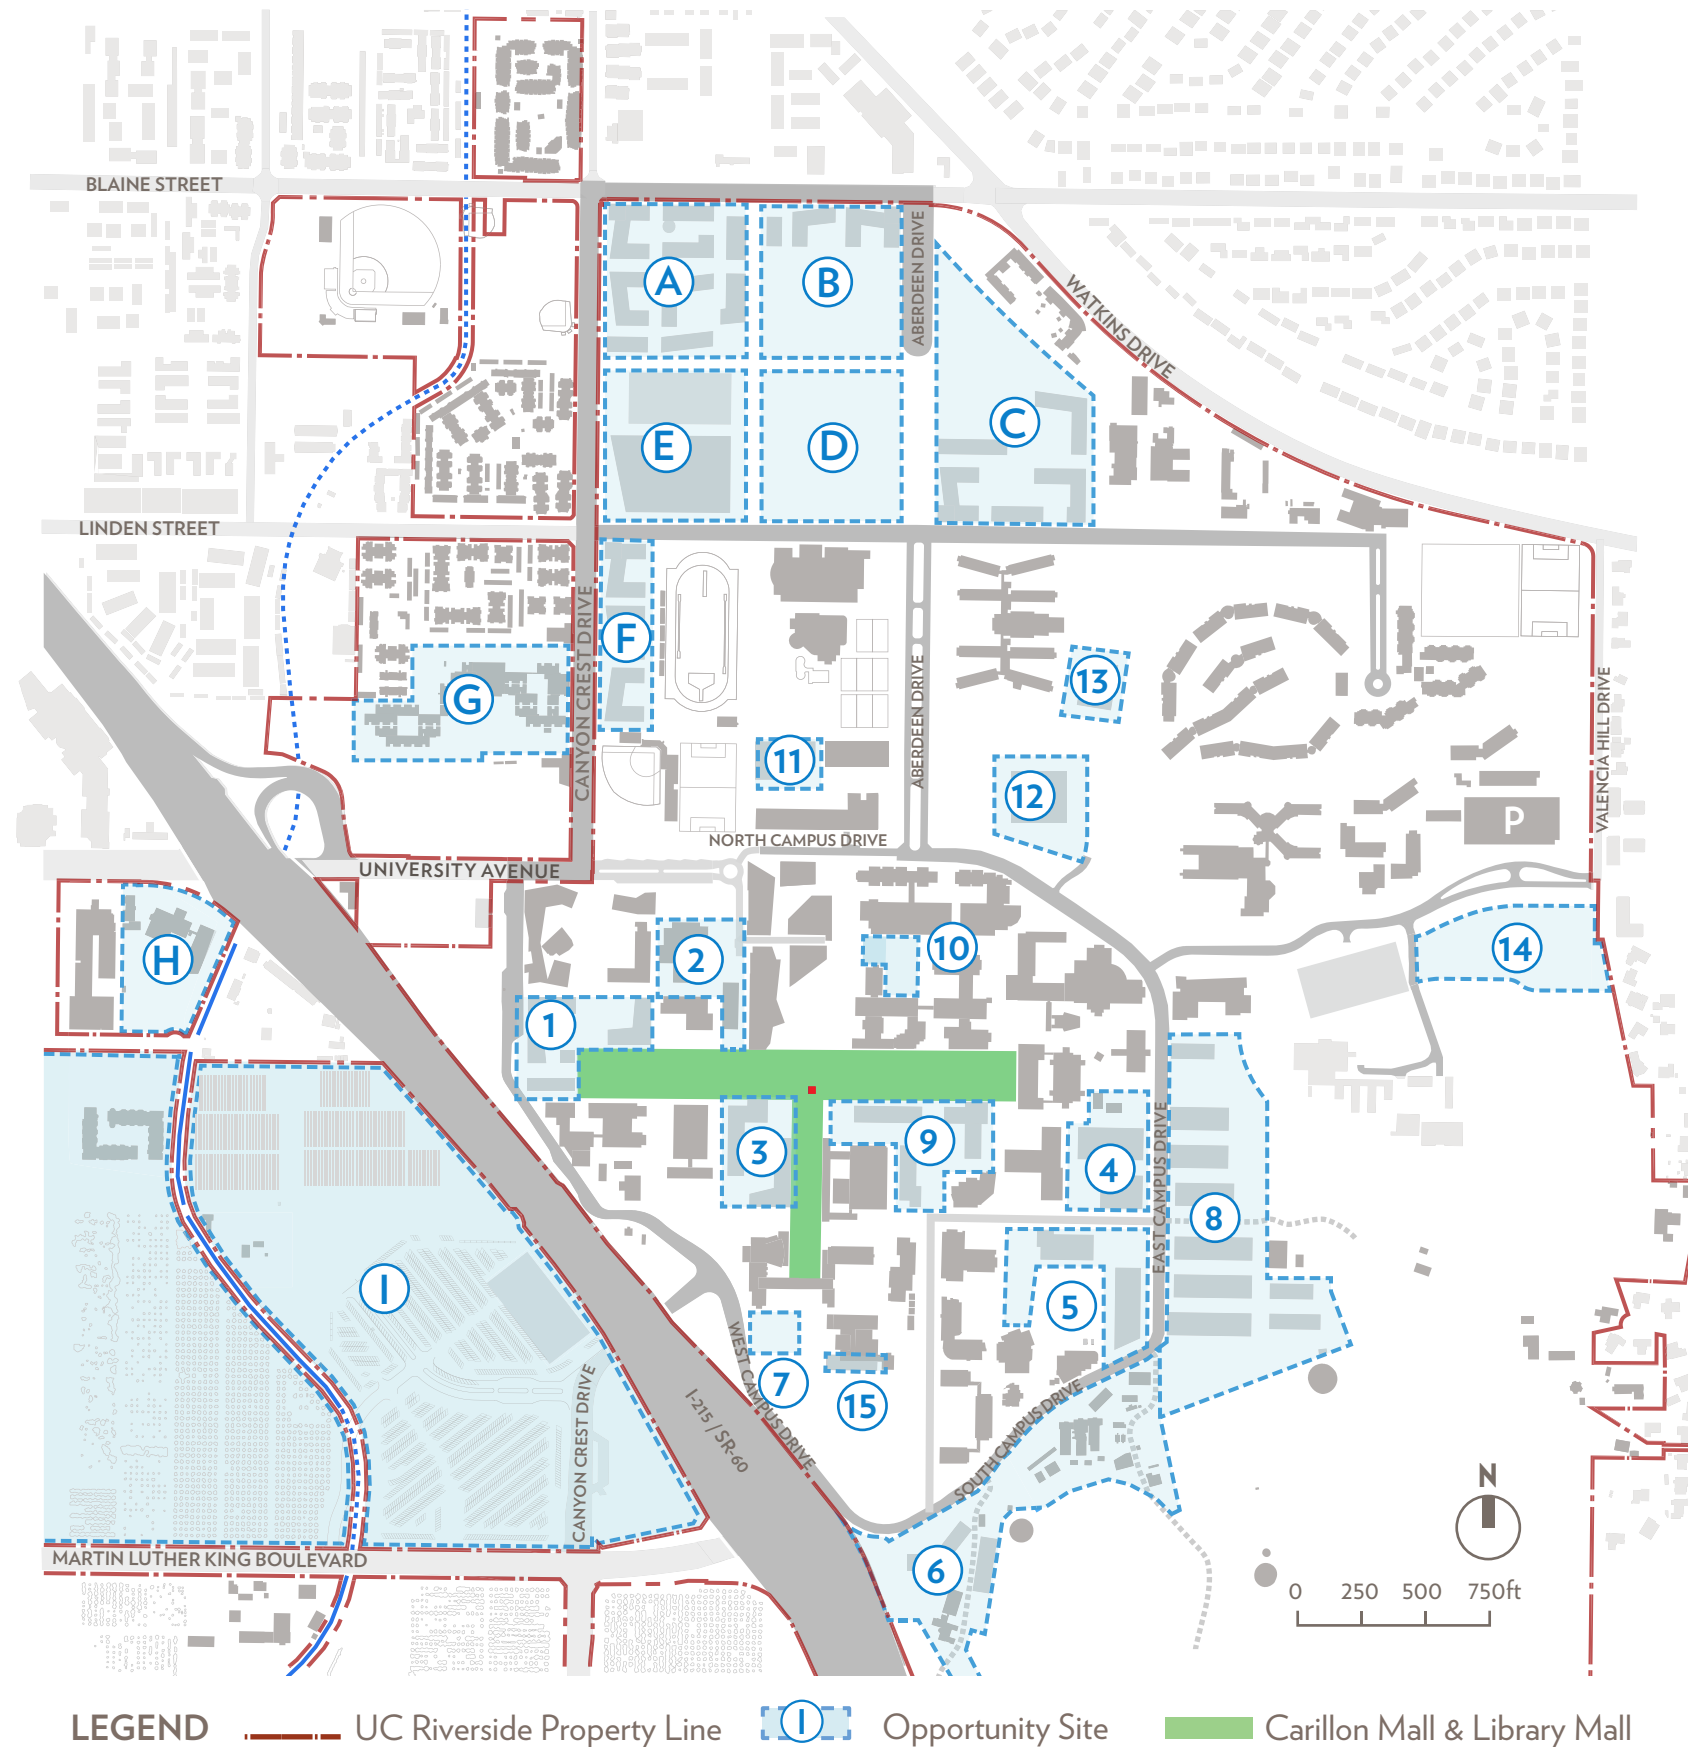 BLAINE STREET
ABERDEEN DRIVE
WATKINS DRIVE
A
B
C
E
D
LINDEN STREET
CANYON CREST DRIVE
F
G
ABERDEEN DRIVE
13
VALENCIA HILL DRIVE
11
12
P
NORTH CAMPUS DRIVE
UNIVERSITY AVENUE
H
2
10
14
1
3
9
4
EAST CAMPUS DRIVE
8
I
5
WEST CAMPUS DRIVE
7
15
I-215 / SR-60
CANYON CREST DRIVE
SOUTH CAMPUS DRIVE
6
MARTIN LUTHER KING BOULEVARD
N
0 250 500 750ft
LEGEND
UC Riverside Property Line
I
Opportunity Site
Carillon Mall & Library Mall